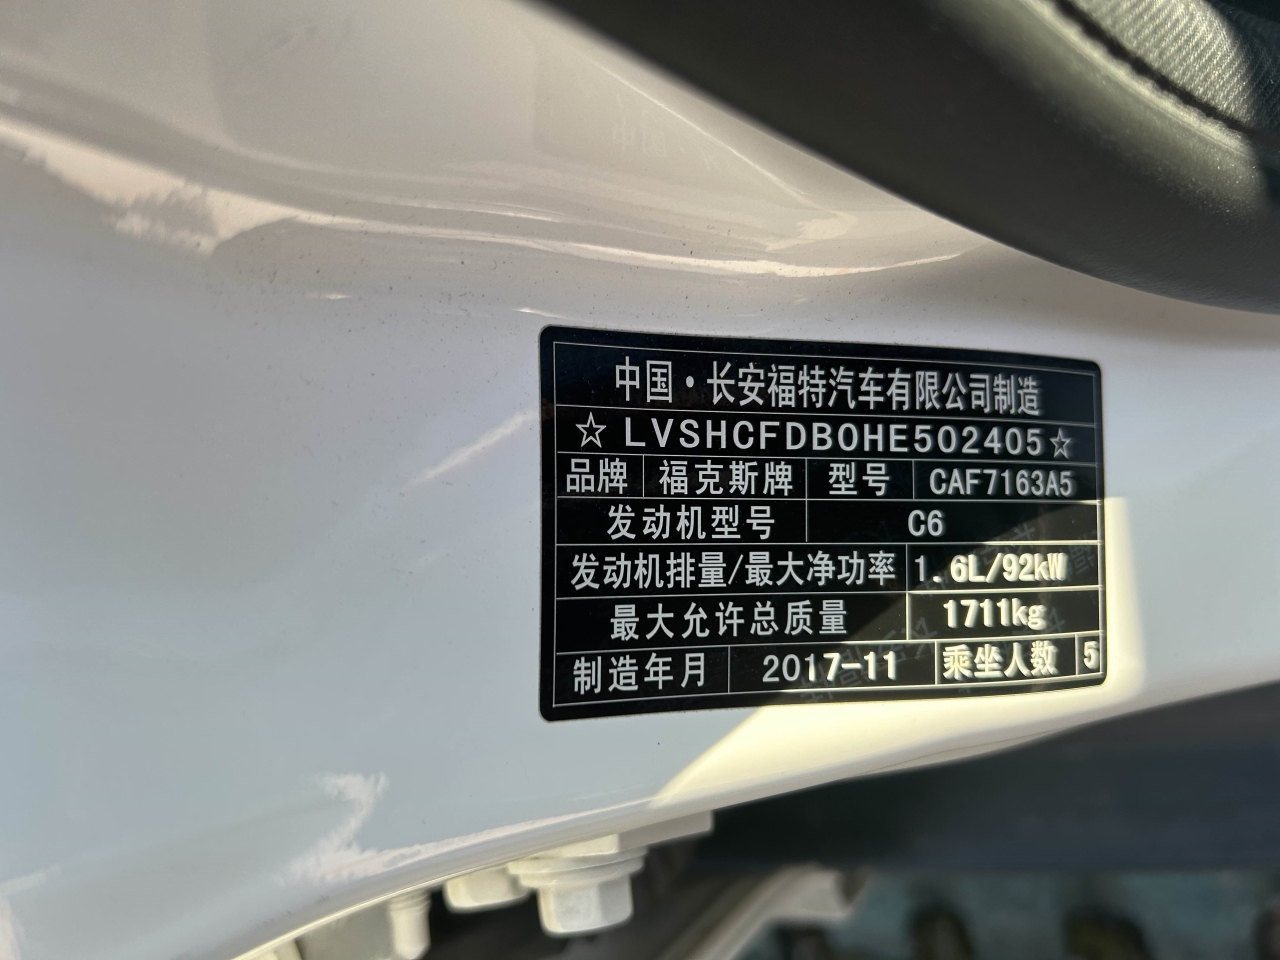 中国·长安福特汽车有限公司制造
☆LVSHCFDB0HE502405☆
品牌 福克斯牌 型号 CAF7163A5
发动机型号 C6
发动机排量/最大净功率 1.6L/92kW
最大允许总质量 1711kg
制造年月 2017-11 乘坐人数 5